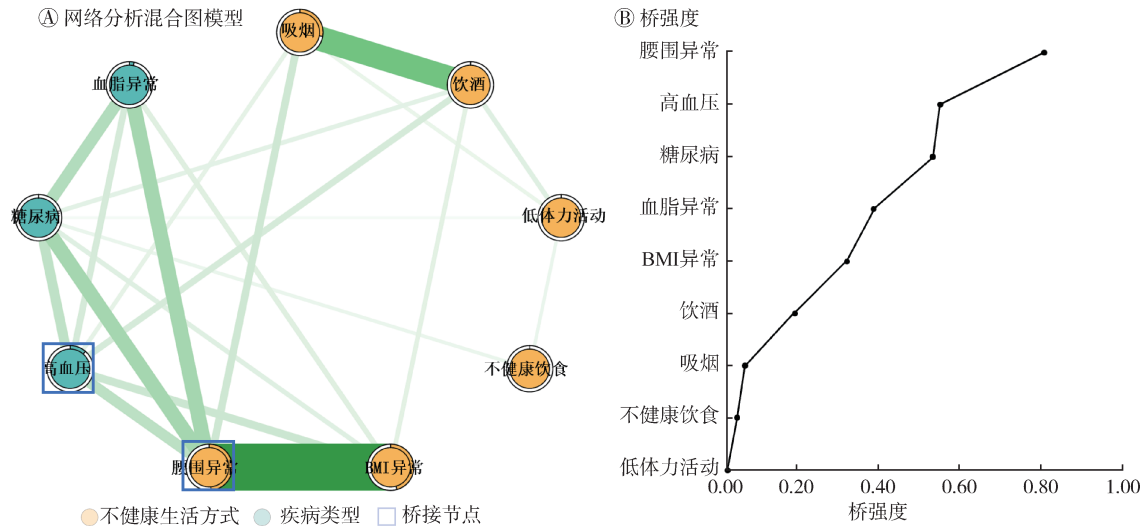 Ⓐ 网络分析混合图模型
吸烟
血脂异常
饮酒
糖尿病
低体力活动
高血压
不健康饮食
腰围异常
BMI异常
不健康生活方式
疾病类型
桥接节点
Ⓑ 桥强度
腰围异常
高血压
糖尿病
血脂异常
BMI异常
饮酒
吸烟
不健康饮食
低体力活动
0.00 0.20 0.40 0.60 0.80 1.00
桥强度